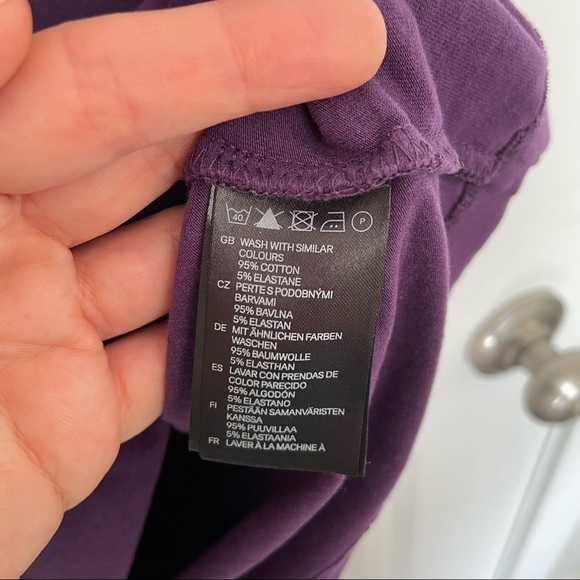 40 P
GB WASH WITH SIMILAR
COLOURS
95% COTTON
5% ELASTANE
CZ PERTE S PODOBNÝMI
BARVAMI
95% BAVLNA
5% ELASTAN
DE MIT ÄHNLICHEN FARBEN
WASCHEN
95% BAUMWOLLE
5% ELASTHAN
ES LAVAR CON PRENDAS DE
COLOR PARECIDO
95% ALGODÓN
5% ELASTANO
FI PESTÄÄN SAMANVÄRISTEN
KANSSA
95% PUUVILLAA
5% ELASTAANIA
FR LAVER À LA MACHINE À